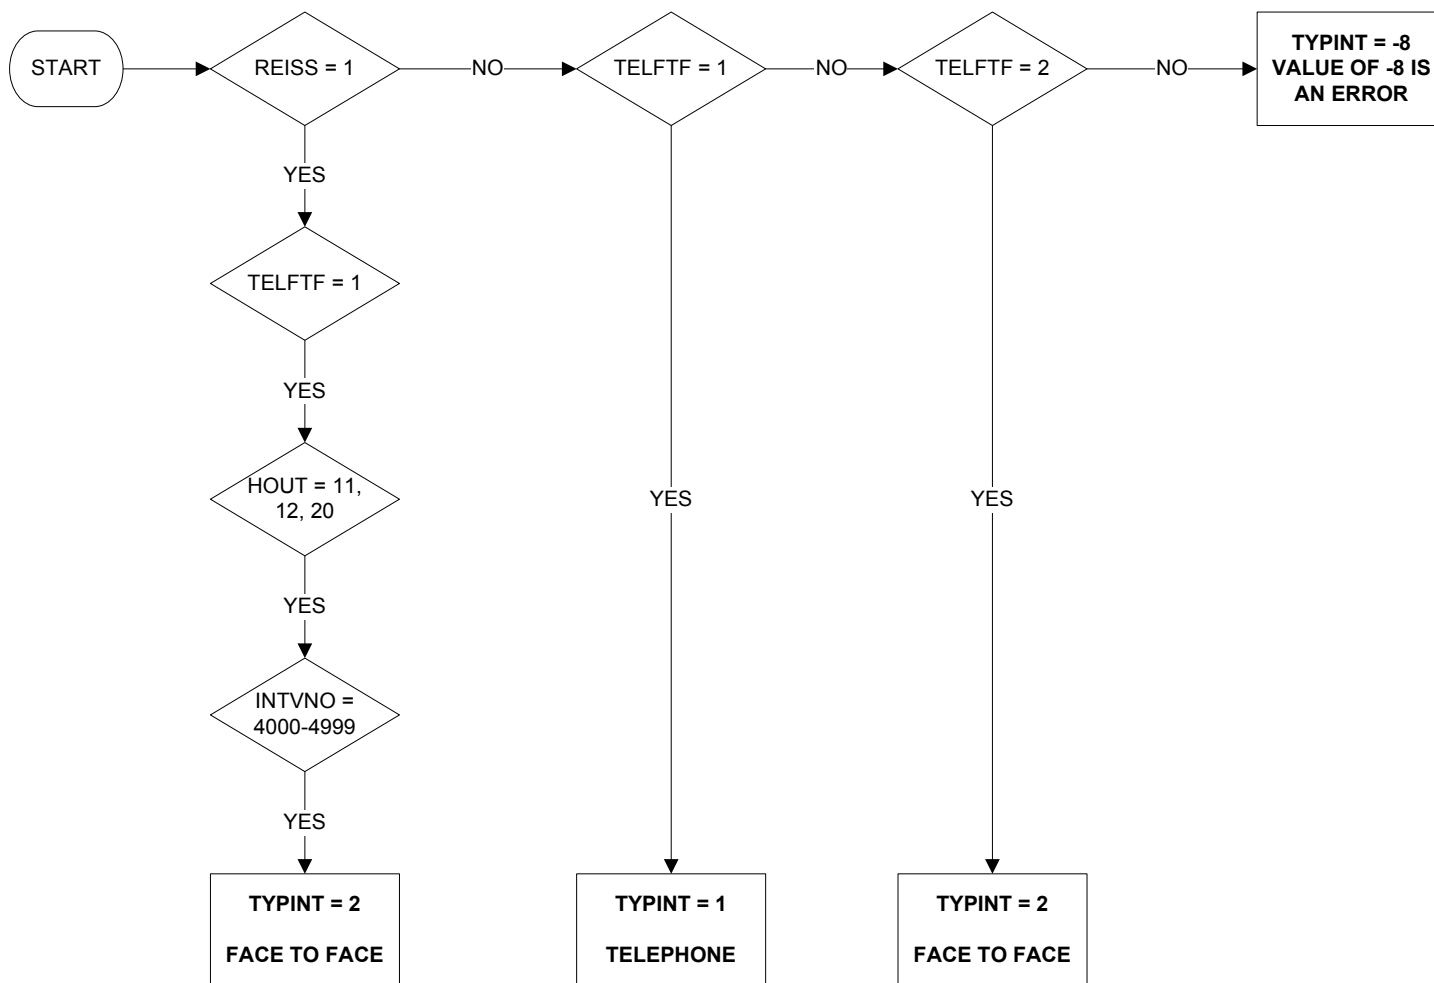 START
REISS = 1
NO
TELFTF = 1
NO
TELFTF = 2
NO
TYPINT = -8
VALUE OF -8 IS
AN ERROR
YES
TELFTF = 1
YES
HOUT = 11,
12, 20
YES
YES
YES
INTVNO =
4000-4999
YES
TYPINT = 2
FACE TO FACE
TYPINT = 1
TELEPHONE
TYPINT = 2
FACE TO FACE